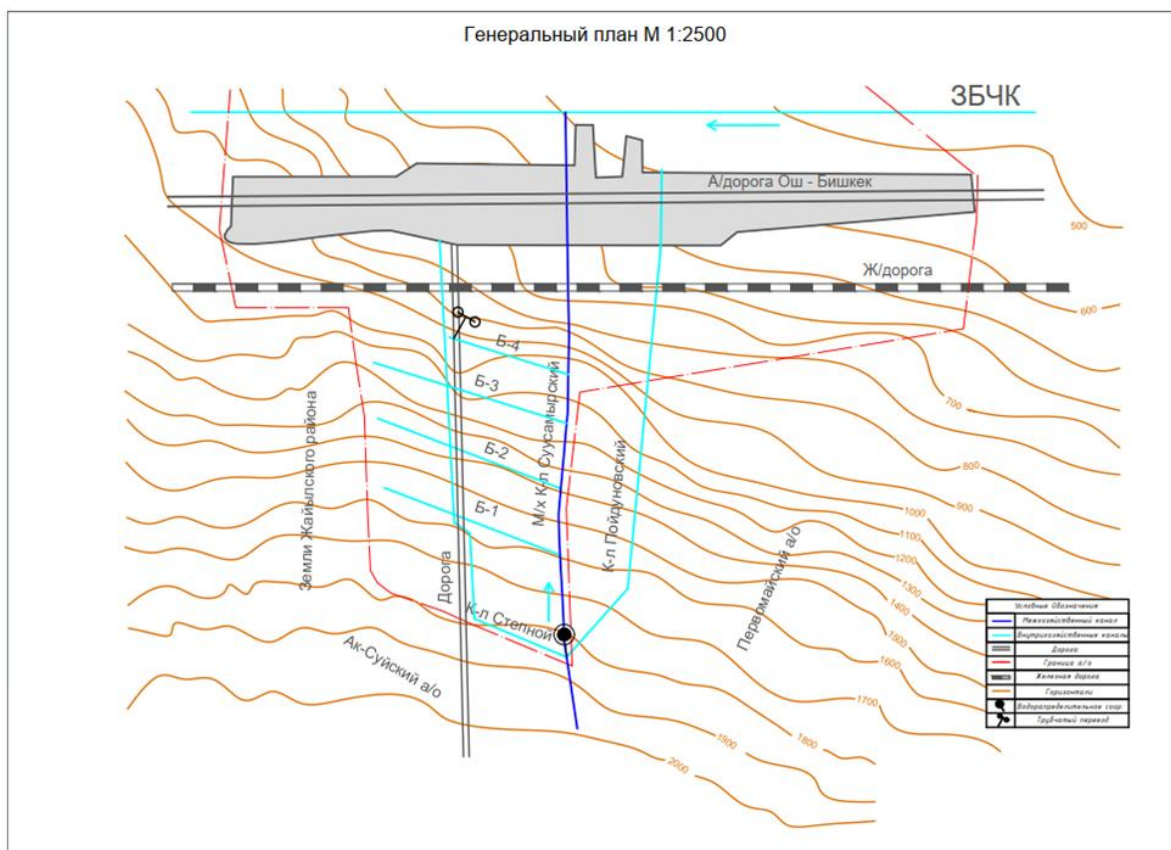 Генеральный план М 1:2500
ЗБЧК
А/дорога Ош - Бишкек
500
Ж/дорога
600
Б-4
Б-3
700
Б-2
800
Б-1
900
1000
1100
1200
1300
1400
1500
1600
1700
1800
1900
2000
Земли Жайылского района
Дорога
М/х К-л Суусамырский
К-л Пойдуновский
К-л Степной
Первомайский а/о
Ак-Суйский а/о
Условные Обозначения
Межхозяйственный канал
Внутрихозяйственные каналы
Дорога
Граница а/о
Железная дорога
Горизонтали
Водораспределительное соор.
Трубчатый переезд